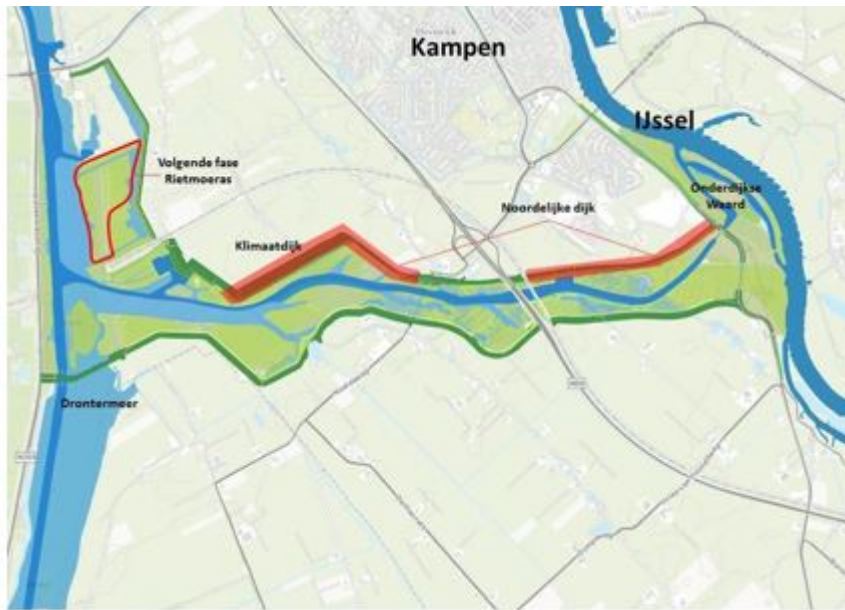 Kampen
IJssel
Volgende fase
Rietmoeras
Onderdijkse
Waard
Noordelijke dijk
Klimaatdijk
Drontermeer